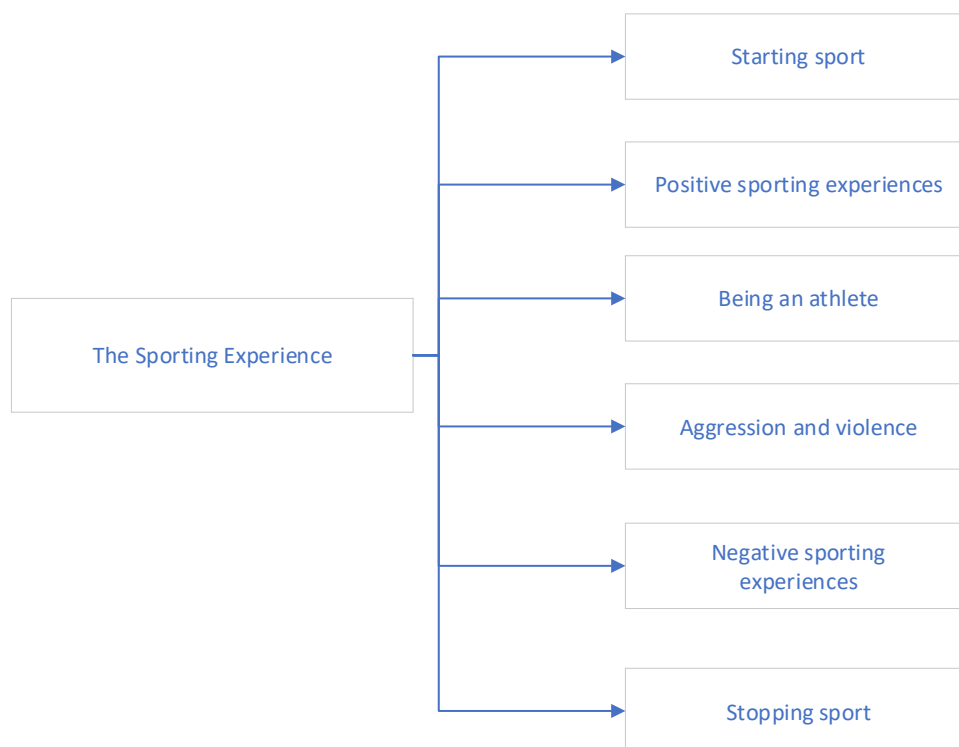 Starting sport
Positive sporting experiences
Being an athlete
The Sporting Experience
Aggression and violence
Negative sporting
experiences
Stopping sport